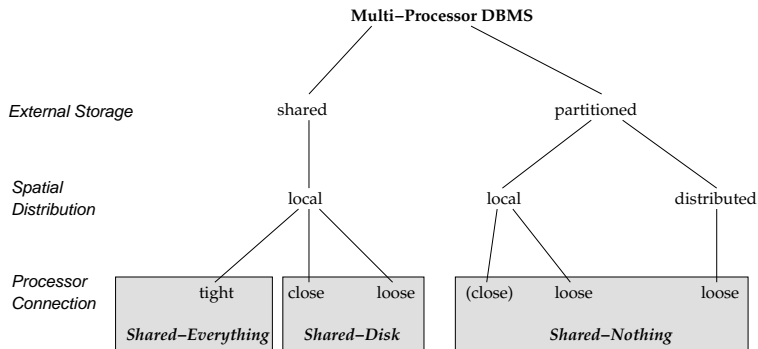 Multi–Processor DBMS
External Storage
shared
partitioned
Spatial
Distribution
local
local
distributed
Processor
Connection
tight
close
loose
(close)
loose
loose
Shared–Everything
Shared–Disk
Shared–Nothing